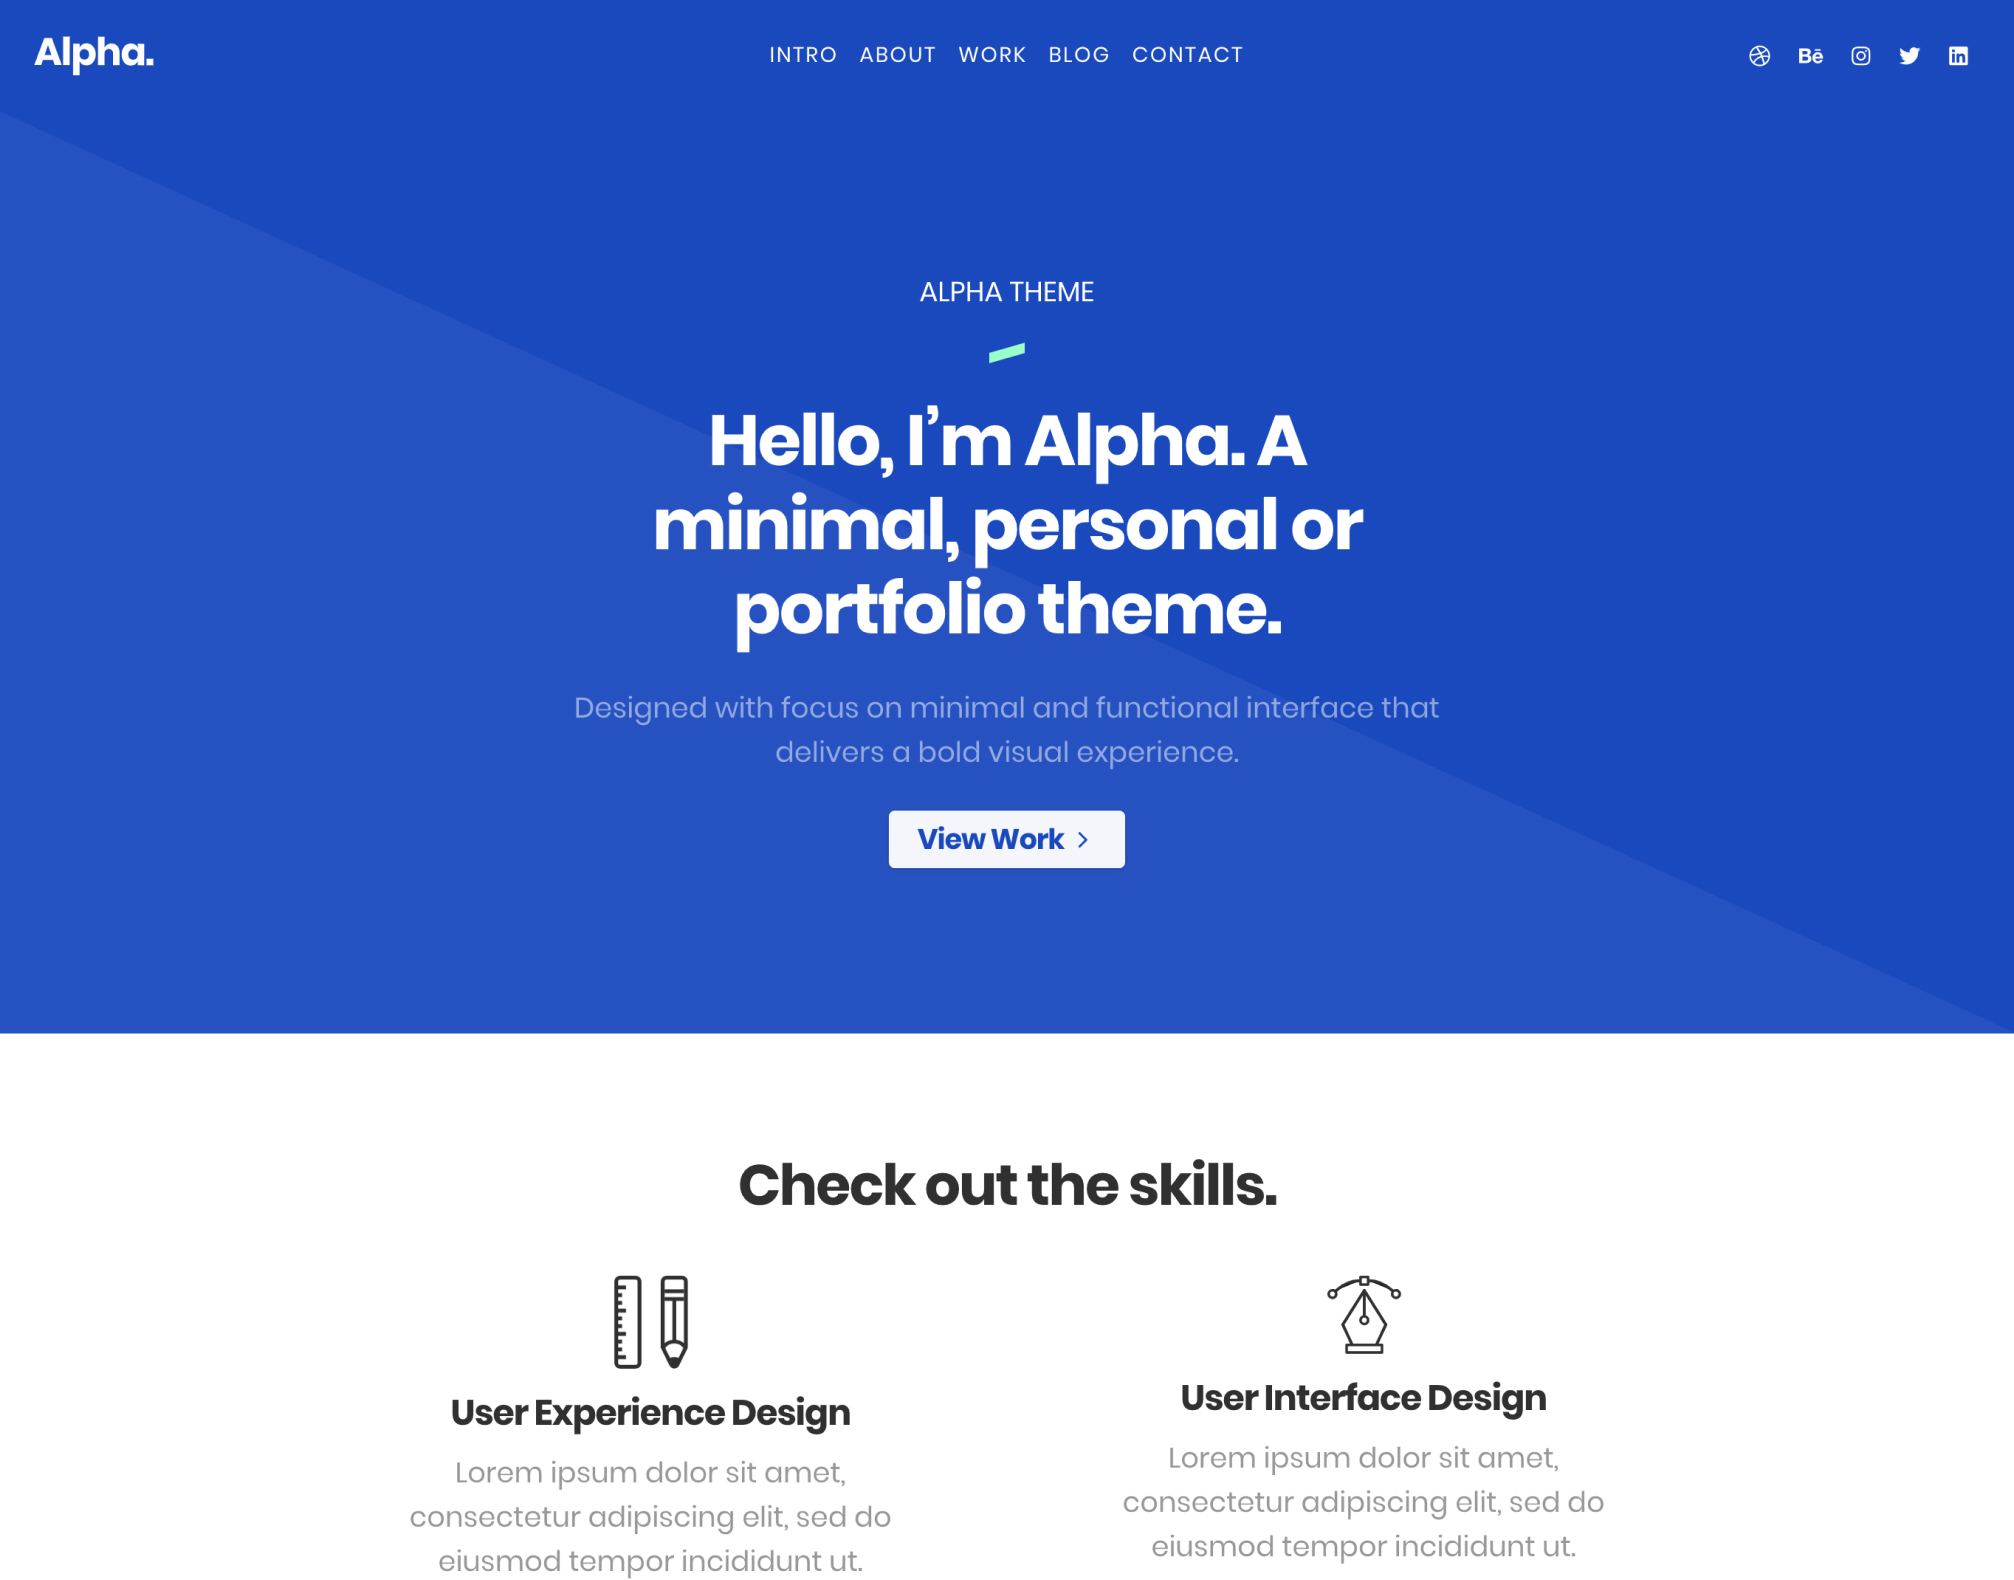 Alpha.
INTRO ABOUT WORK BLOG CONTACT
Bē
in
ALPHA THEME
Hello, I’m Alpha. A
minimal, personal or
portfolio theme.
Designed with focus on minimal and functional interface that
delivers a bold visual experience.
View Work
Check out the skills.
User Experience Design
Lorem ipsum dolor sit amet,
consectetur adipiscing elit, sed do
eiusmod tempor incididunt ut.
User Interface Design
Lorem ipsum dolor sit amet,
consectetur adipiscing elit, sed do
eiusmod tempor incididunt ut.